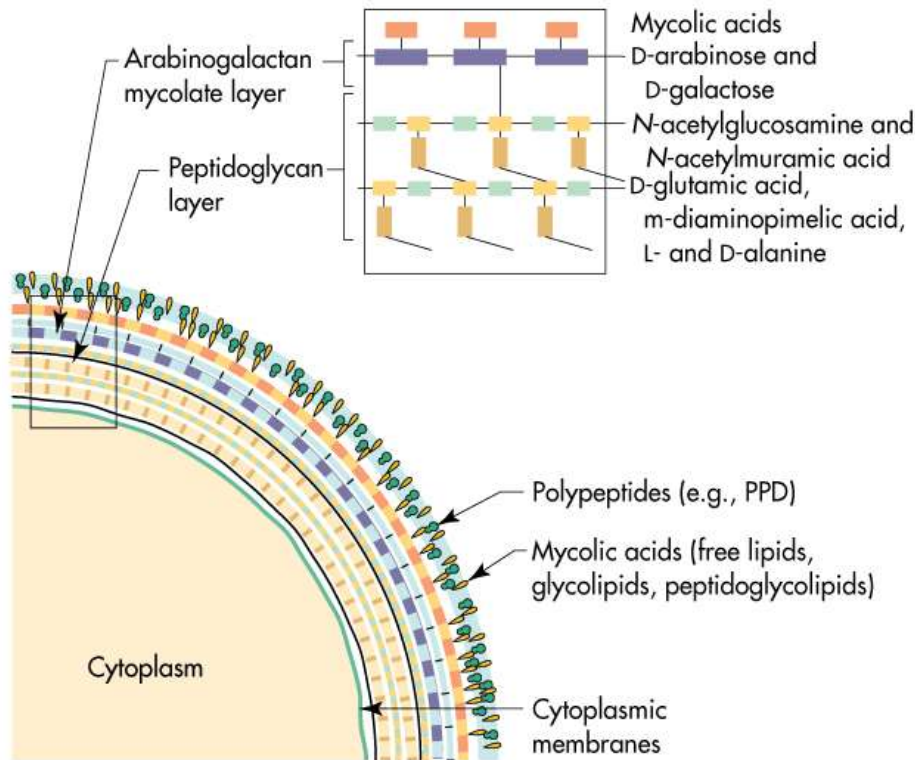 Mycolic acids
D-arabinose and
D-galactose
N-acetylglucosamine and
N-acetylmuramic acid
D-glutamic acid,
m-diaminopimelic acid,
L- and D-alanine
Arabinogalactan
mycolate layer
Peptidoglycan
layer
Polypeptides (e.g., PPD)
Mycolic acids (free lipids,
glycolipids, peptidoglycolipids)
Cytoplasm
Cytoplasmic
membranes